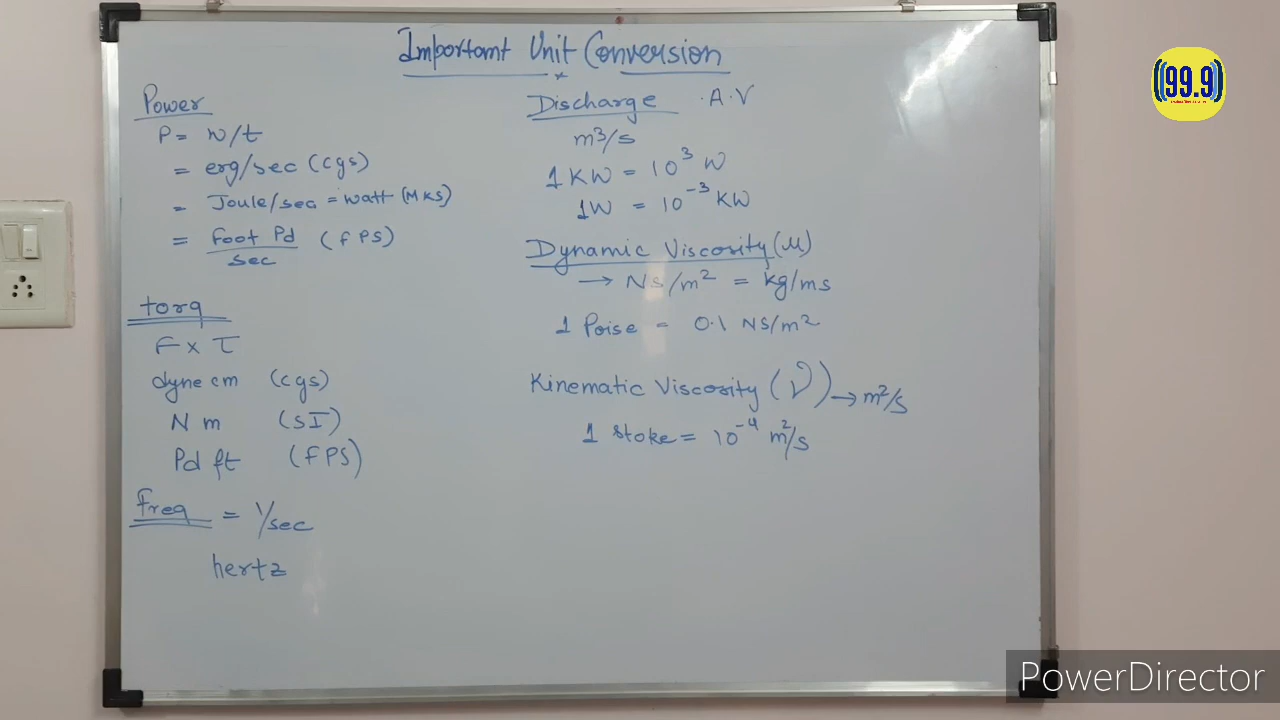 Important Unit Conversion
Power
P = W/t
= erg/sec (cgs)
= Joule/sec = watt (MKS)
= Foot Pd (FPS)
sec
torq
F x τ
dyne cm (cgs)
N m (SI)
Pd ft (FPS)
freq = 1/sec
hertz
Discharge .A.V
m³/s
1 KW = 10³ W
1W = 10⁻³ KW
Dynamic Viscosity (μ)
→ Ns/m² = kg/ms
1 Poise = 0.1 NS/m²
Kinematic Viscosity (ν) → m²/s
1 stoke = 10⁻⁴ m²/s
99.9
PowerDirector